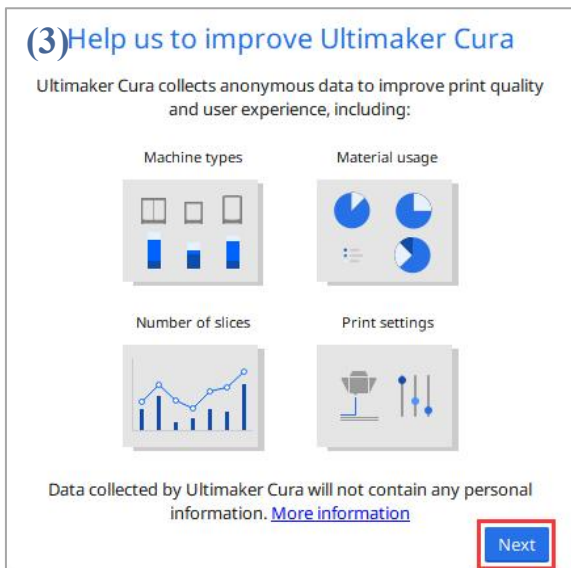 (3)Help us to improve Ultimaker Cura
Ultimaker Cura collects anonymous data to improve print quality
and user experience, including:
Machine types
Material usage
Number of slices
Print settings
Data collected by Ultimaker Cura will not contain any personal
information. More information
Next